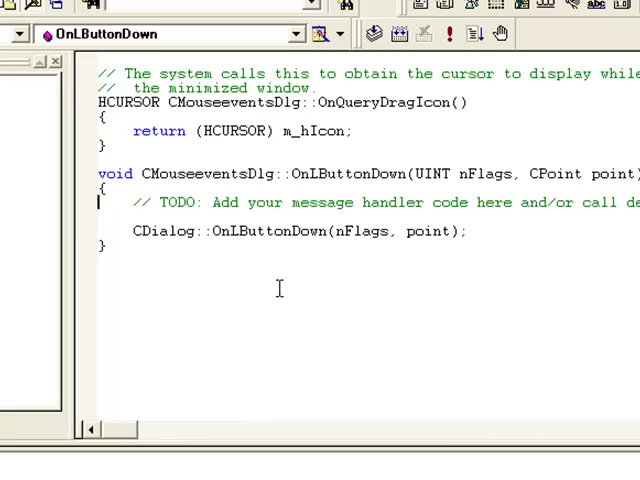 OnLButtonDown
// The system calls this to obtain the cursor to display while
//  the minimized window.
HCURSOR CMouseeventsDlg::OnQueryDragIcon()
{
return (HCURSOR) m_hIcon;
}
void CMouseeventsDlg::OnLButtonDown(UINT nFlags, CPoint point)
{
// TODO: Add your message handler code here and/or call de
CDialog::OnLButtonDown(nFlags, point);
}